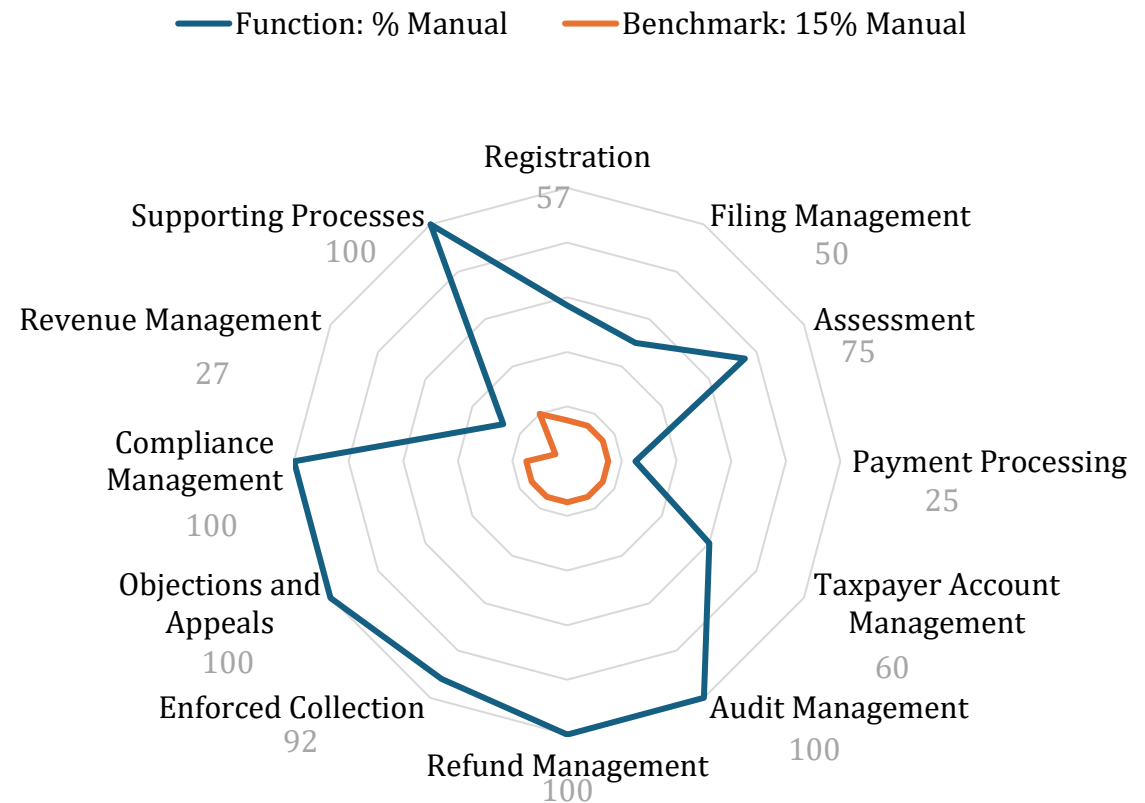 Function: % Manual
Benchmark: 15% Manual
Registration
57
Filing Management
50
Assessment
75
Payment Processing
25
Taxpayer Account
Management
60
Audit Management
100
Refund Management
100
Enforced Collection
92
Objections and
Appeals
100
Compliance
Management
100
Revenue Management
27
Supporting Processes
100